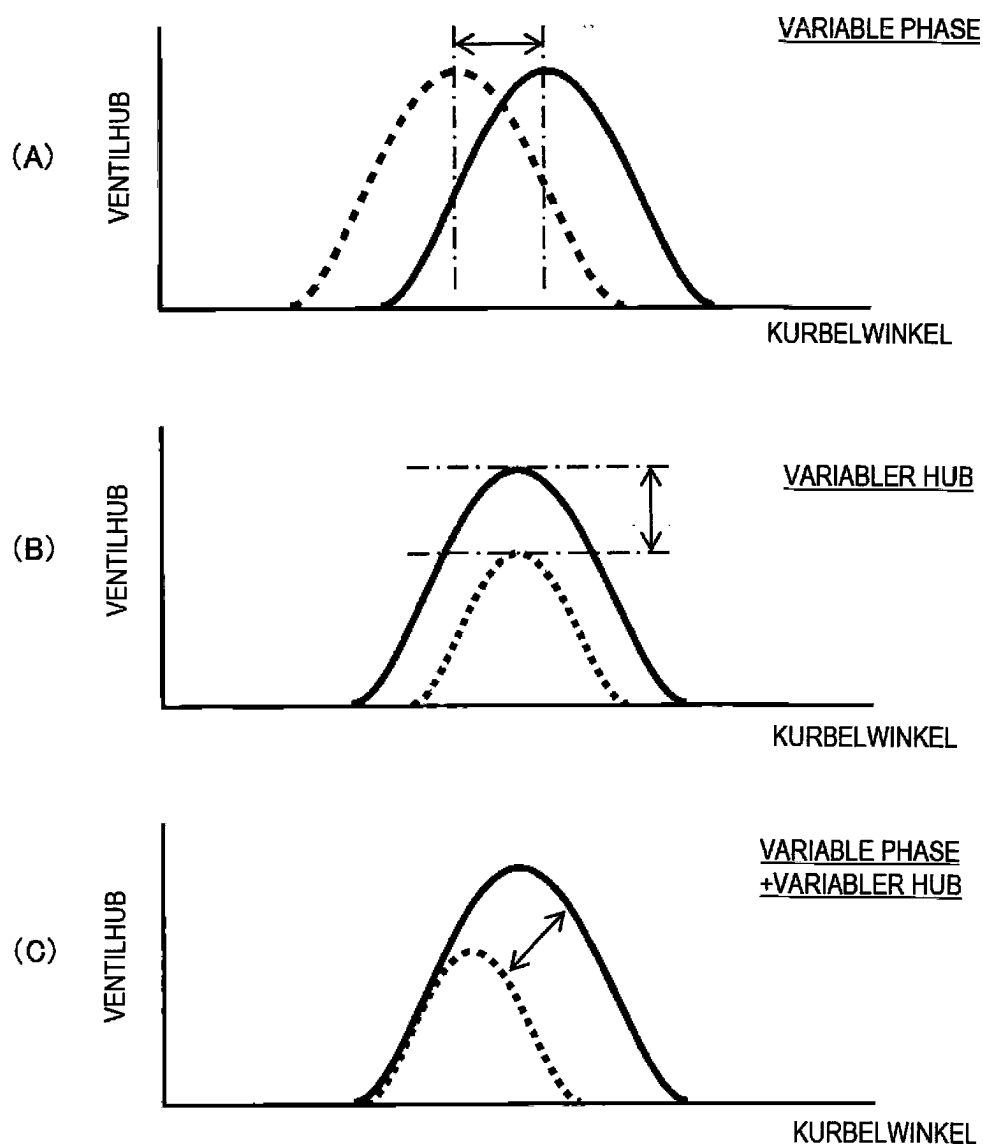 VARIABLE PHASE
(A)
VENTILHUB
KURBELWINKEL
VARIABLER HUB
(B)
VENTILHUB
KURBELWINKEL
VARIABLE PHASE
+VARIABLER HUB
(C)
VENTILHUB
KURBELWINKEL